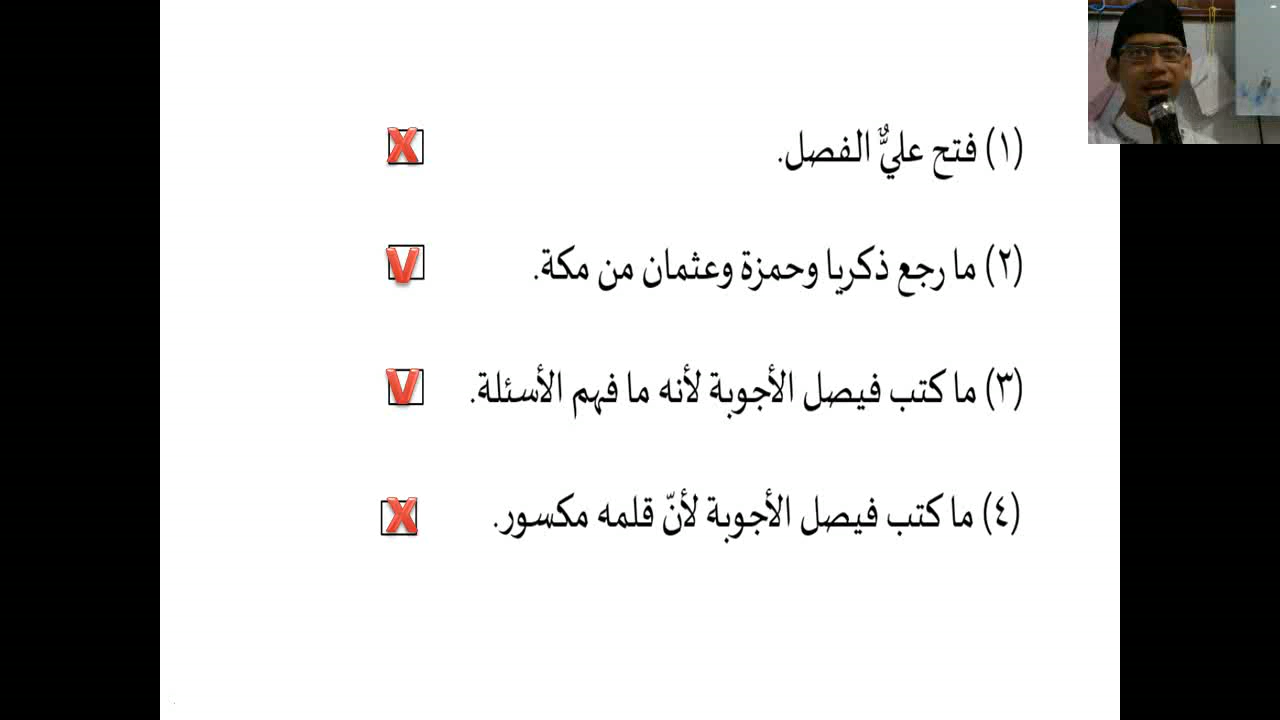 (١) فتح عليٌّ الفصل.
(٢) ما رجع ذكريا وحمزة وعثمان من مكة.
(٣) ما كتب فيصل الأجوبة لأنه ما فهم الأسئلة.
(٤) ما كتب فيصل الأجوبة لأنّ قلمه مكسور.